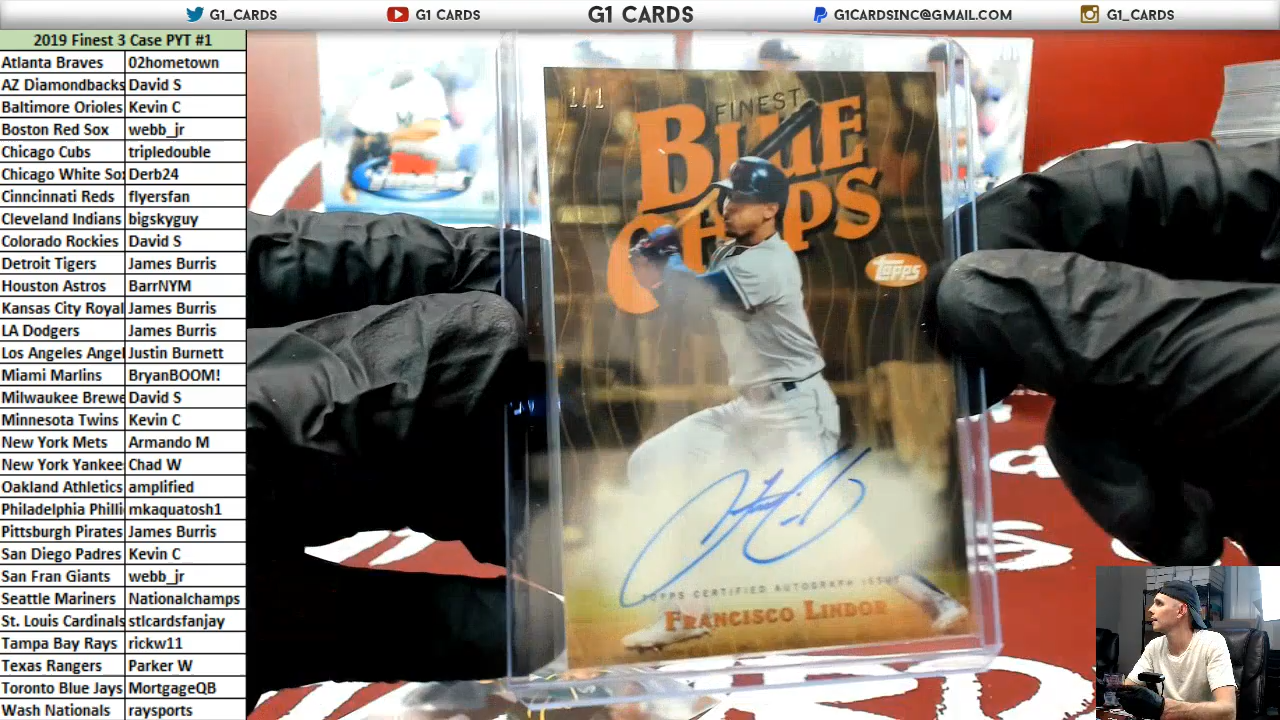 G1_CARDS
G1 CARDS
G1 CARDS
G1CARDSINC@GMAIL.COM
G1_CARDS
2019 Finest 3 Case PYT #1
Atlanta Braves 02hometown
AZ Diamondbacks David S
Baltimore Orioles Kevin C
Boston Red Sox webb_jr
Chicago Cubs tripledouble
Chicago White Sox Derb24
Cinncinati Reds flyersfan
Cleveland Indians bigskyguy
Colorado Rockies David S
Detroit Tigers James Burris
Houston Astros BarrNYM
Kansas City Royal James Burris
LA Dodgers James Burris
Los Angeles Angel Justin Burnett
Miami Marlins BryanBOOM!
Milwaukee Brewe David S
Minnesota Twins Kevin C
New York Mets Armando M
New York Yankee Chad W
Oakland Athletics amplified
Philadelphia Philli mkaquatosh1
Pittsburgh Pirates James Burris
San Diego Padres Kevin C
San Fran Giants webb_jr
Seattle Mariners Nationalchamps
St. Louis Cardinals stlcardsfanjay
Tampa Bay Rays rickw11
Texas Rangers Parker W
Toronto Blue Jays MortgageQB
Wash Nationals raysports
1/1
FINEST
BLUE
CHIPS
TOPPS
TOPPS CERTIFIED AUTOGRAPH ISSUE
FRANCISCO LINDOR